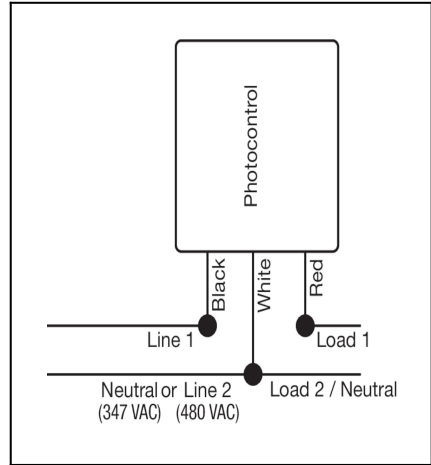 Photocontrol
Black
White
Red
Line 1
Load 1
Neutral or Line 2
(347 VAC) (480 VAC)
Load 2 / Neutral